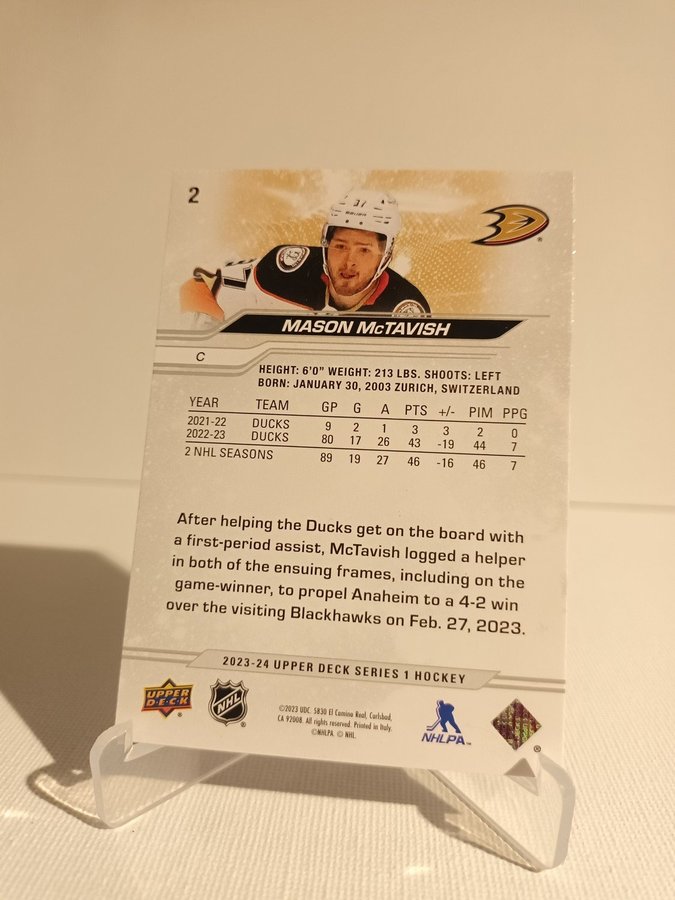 2
37
BAUER
MASON McTAVISH
C
HEIGHT: 6'0" WEIGHT: 213 LBS. SHOOTS: LEFT
BORN: JANUARY 30, 2003 ZURICH, SWITZERLAND
YEAR TEAM GP G A PTS +/- PIM PPG
2021-22 DUCKS 9 2 1 3 3 2 0
2022-23 DUCKS 80 17 26 43 -19 44 7
2 NHL SEASONS 89 19 27 46 -16 46 7
After helping the Ducks get on the board with
a first-period assist, McTavish logged a helper
in both of the ensuing frames, including on the
game-winner, to propel Anaheim to a 4-2 win
over the visiting Blackhawks on Feb. 27, 2023.
2023-24 UPPER DECK SERIES 1 HOCKEY
UPPER
D·E·C·K
NHL
©2023 UDC. 5830 El Camino Real, Carlsbad,
CA 92008. All rights reserved. Printed in Italy.
©NHLPA. © NHL.
NHLPA™
®